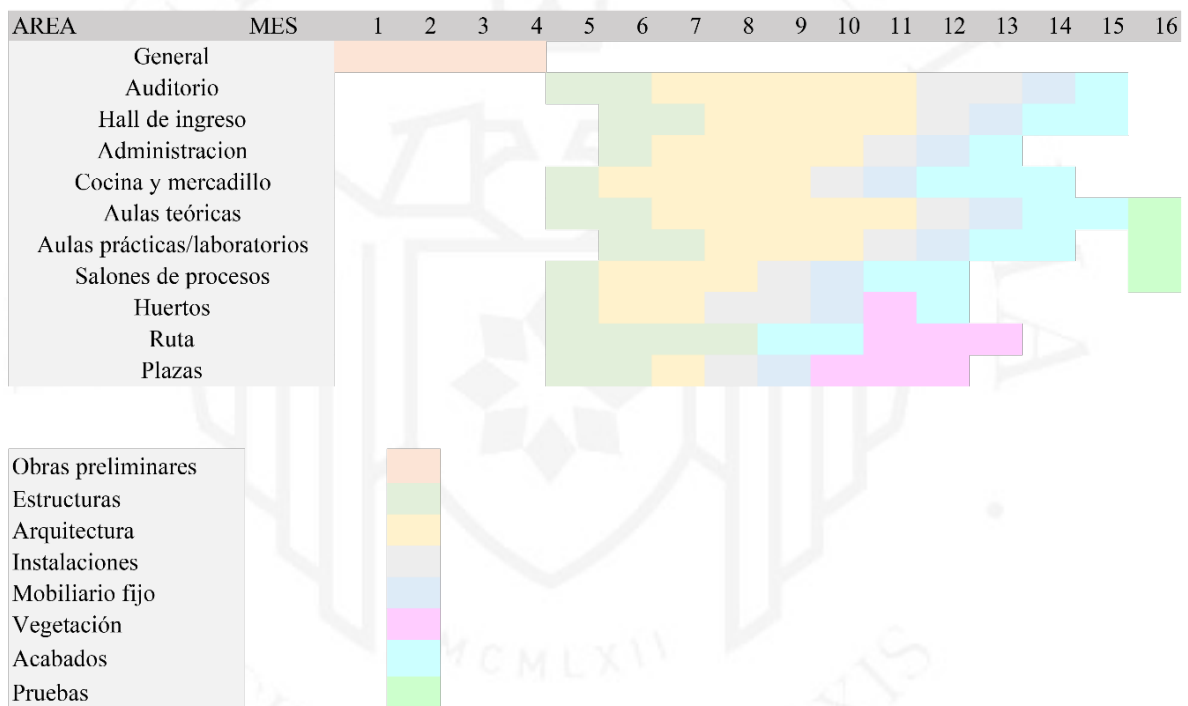 AREA MES 1 2 3 4 5 6 7 8 9 10 11 12 13 14 15 16
General
Auditorio
Hall de ingreso
Administracion
Cocina y mercadillo
Aulas teóricas
Aulas prácticas/laboratorios
Salones de procesos
Huertos
Ruta
Plazas
Obras preliminares
Estructuras
Arquitectura
Instalaciones
Mobiliario fijo
Vegetación
Acabados
Pruebas
MCMLXII